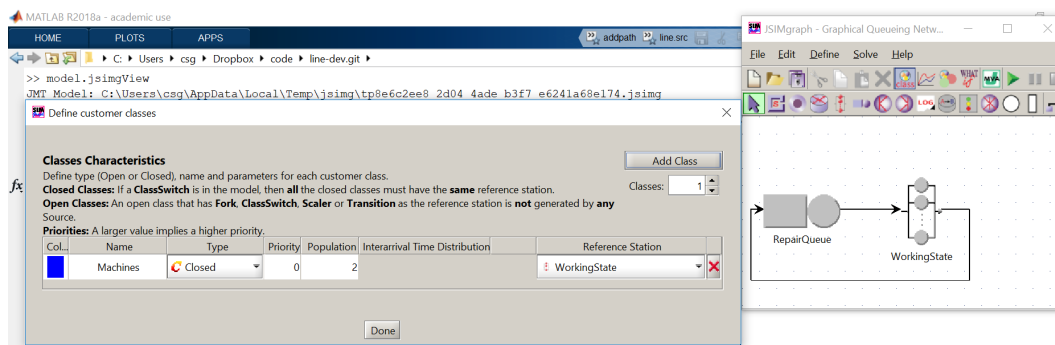 MATLAB R2018a - academic use
HOME PLOTS APPS
addpath line.src
C: Users csg Dropbox code line-dev.git
>> model.jsimgView
JMT Model: C:\Users\csg\AppData\Local\Temp\jsimg\tp8e6c2ee8_2d04_4ade_b3f7_e6241a68e174.jsimg
fx
Define customer classes
Classes Characteristics
Add Class
Define type (Open or Closed), name and parameters for each customer class.
Closed Classes: If a ClassSwitch is in the model, then all the closed classes must have the same reference station.
Classes: 1
Open Classes: An open class that has Fork, ClassSwitch, Scaler or Transition as the reference station is not generated by any
Source.
Priorities: A larger value implies a higher priority.
Col... Name Type Priority Population Interarrival Time Distribution Reference Station
Machines C Closed 0 2 WorkingState
Done
JSIMgraph - Graphical Queueing Netw...
File Edit Define Solve Help
CLASS WHAT IF MVA
LOG
RepairQueue
WorkingState